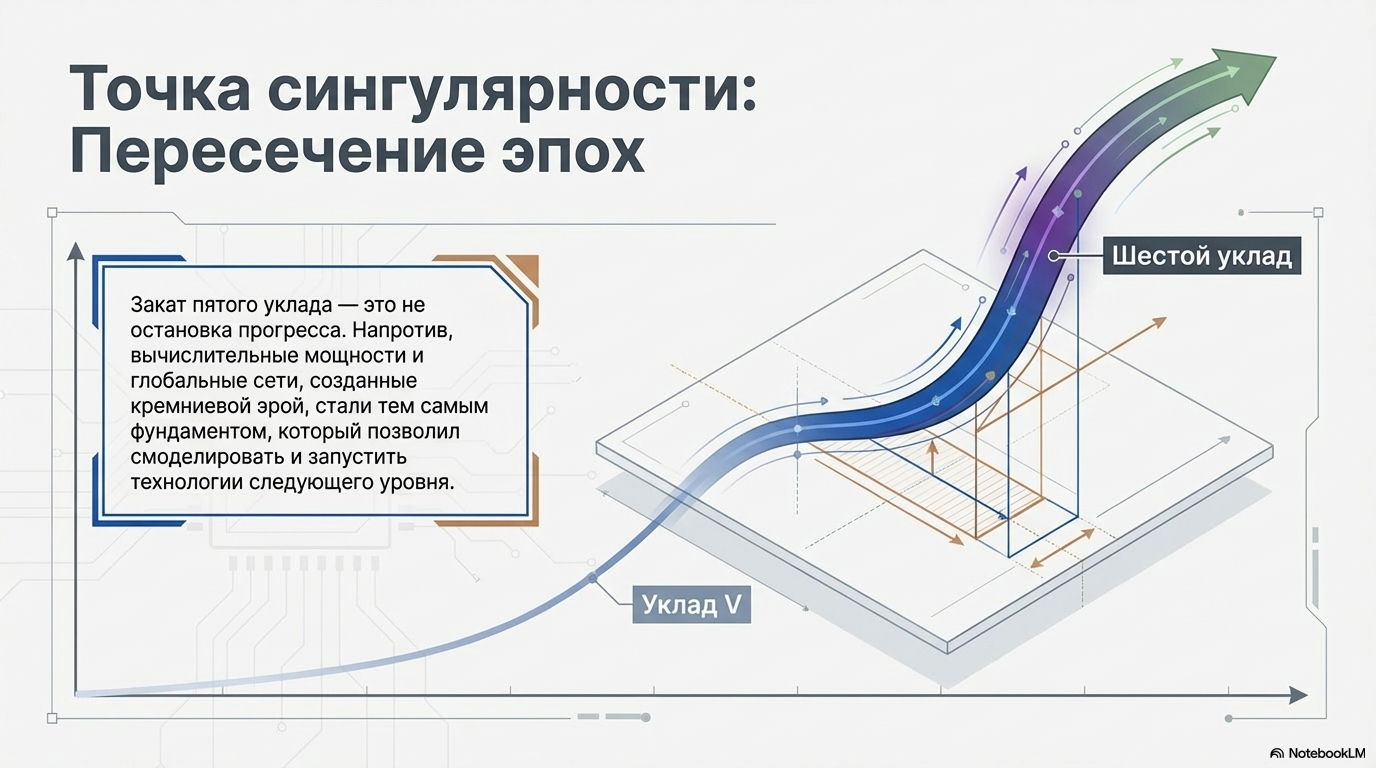 Точка сингулярности:
Пересечение эпох
Закат пятого уклада — это не
остановка прогресса. Напротив,
вычислительные мощности и
глобальные сети, созданные
кремниевой эрой, стали тем самым
фундаментом, который позволил
смоделировать и запустить
технологии следующего уровня.
Шестой уклад
Уклад V
NotebookLM